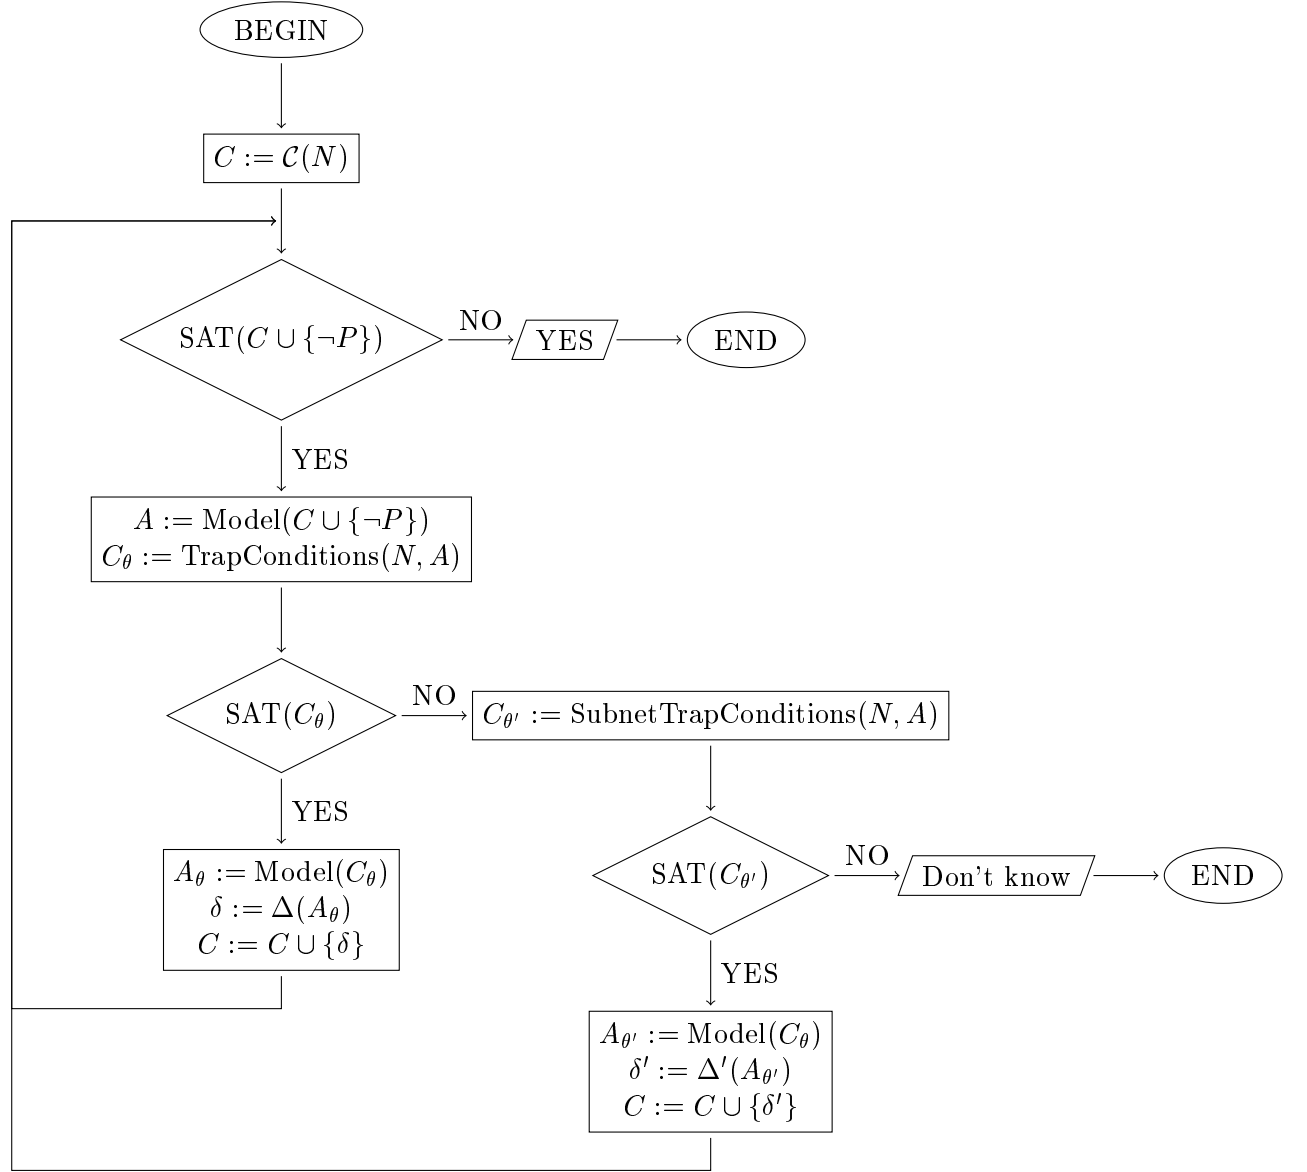 BEGIN
C := 𝒞(N)
SAT(C ∪ {¬P})
NO
YES
END
YES
A := Model(C ∪ {¬P})
C_θ := TrapConditions(N, A)
SAT(C_θ)
NO
C_θ′ := SubnetTrapConditions(N, A)
YES
SAT(C_θ′)
NO
Don't know
END
A_θ := Model(C_θ)
δ := Δ(A_θ)
C := C ∪ {δ}
YES
A_θ′ := Model(C_θ)
δ′ := Δ′(A_θ′)
C := C ∪ {δ′}